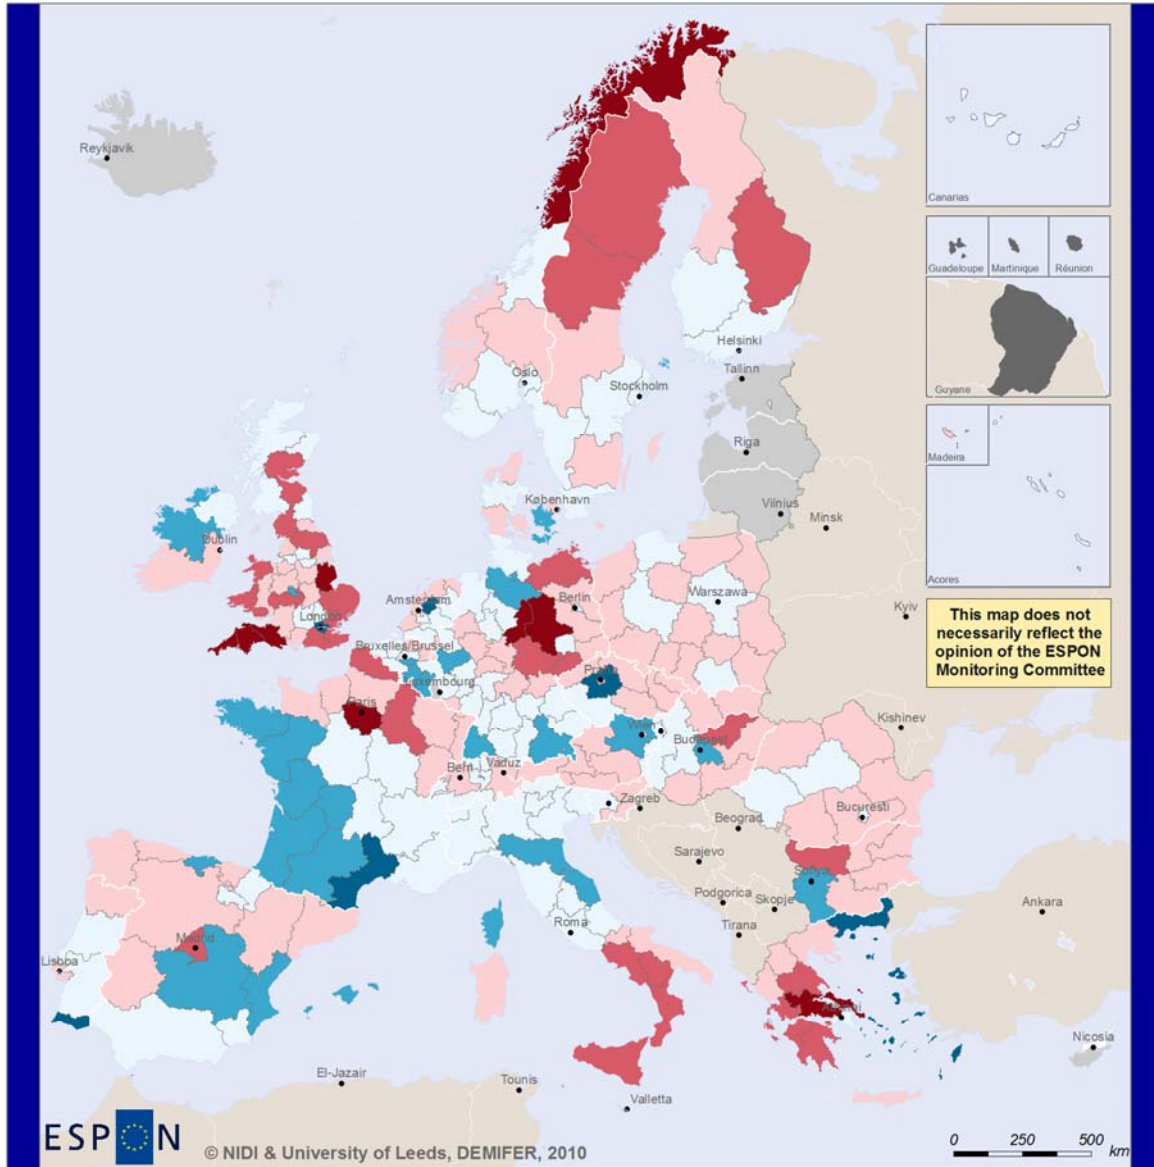 Reykjavik
Canarias
Guadeloupe
Martinique
Réunion
Guyane
Helsinki
Oslo
Tallinn
Stockholm
Riga
Madeira
København
Vilnius
Minsk
Dublin
Acores
Amsterdam
Berlin
Warszawa
London
Kyiv
This map does not
necessarily reflect the
opinion of the ESPON
Monitoring Committee
Bruxelles/Brussel
Luxembourg
Paris
Kishinev
Budapest
Bern
Vaduz
Zagreb
Bucuresti
Beograd
Sarajevo
Sofiya
Podgorica
Skopje
Ankara
Roma
Tirana
Madrid
Lisboa
Nicosia
El-Jazair
Tounis
Valletta
ESPON
© NIDI & University of Leeds, DEMIFER, 2010
0 250 500
km